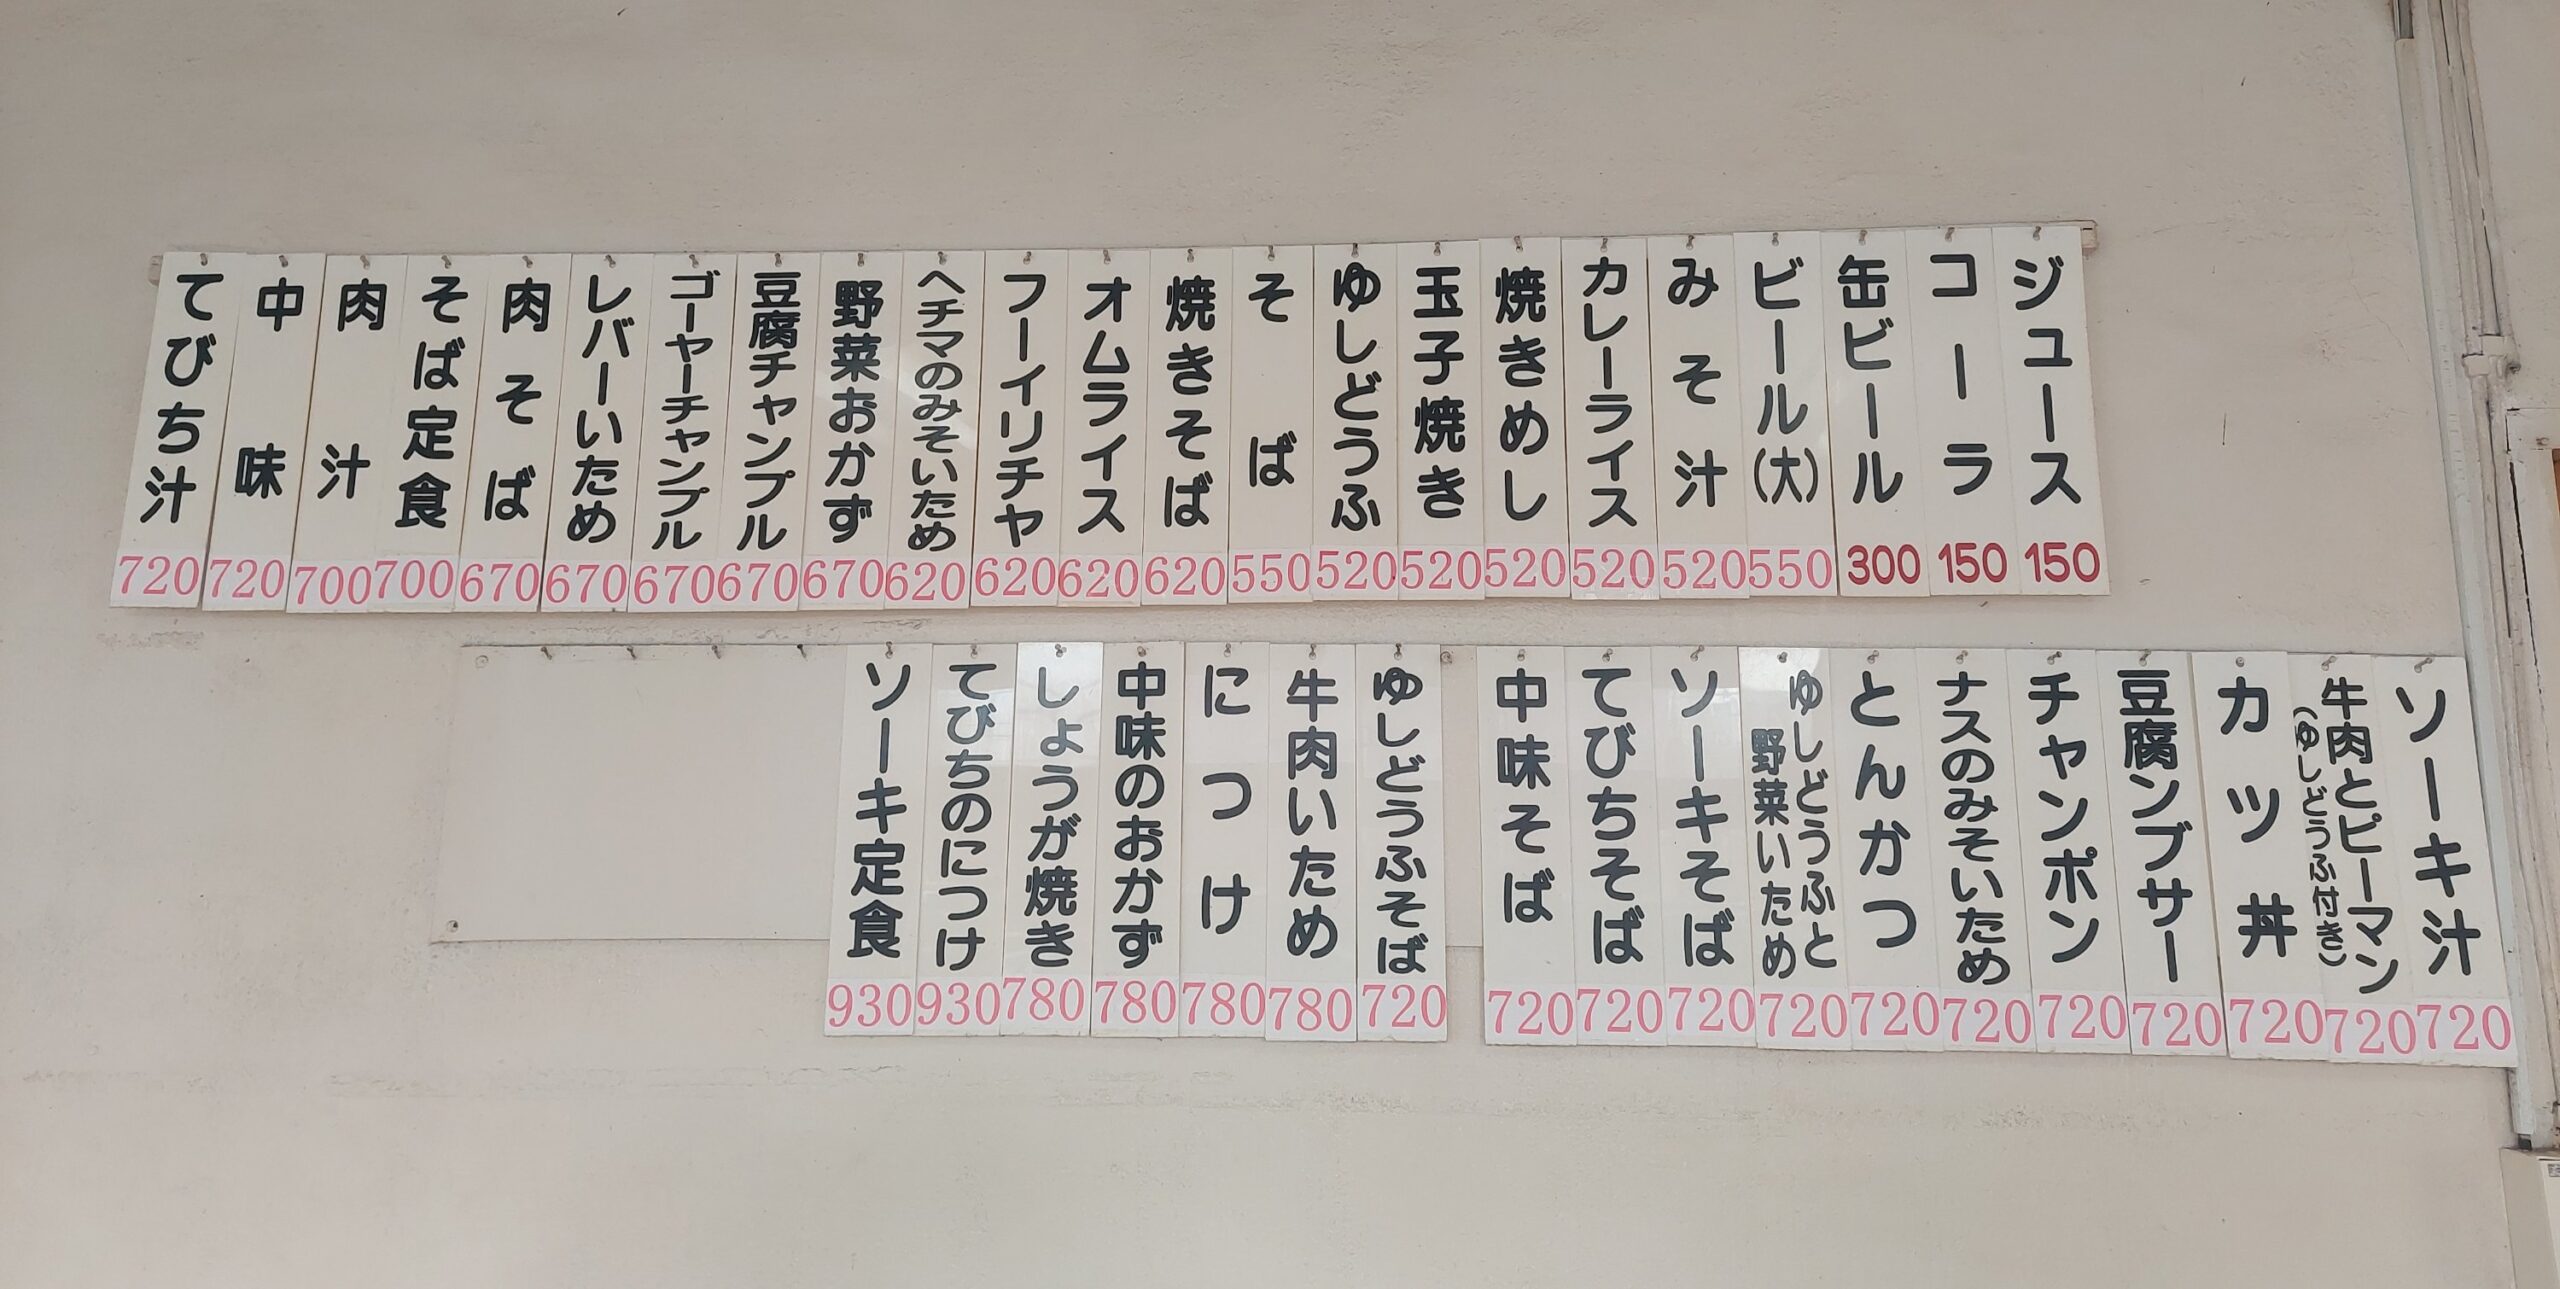 ジュース 150
コーラ 150
缶ビール 300
ビール(大) 550
みそ汁 520
カレーライス 520
焼きめし 520
玉子焼き 520
ゆしどうふ 520
そば 550
焼きそば 620
オムライス 620
フーイリチャ 620
ヘチマのみそいため 620
野菜おかず 670
豆腐チャンプル 670
ゴーヤーチャンプル 670
レバーいため 670
肉そば 670
そば定食 700
肉汁 700
中味 720
てびち汁 720
ソーキ汁 720
牛肉とピーマン
(ゆしどうふ付き) 720
カツ丼 720
豆腐ンブサー 720
チャンポン 720
ナスのみそいため 720
とんかつ 720
ゆしどうふと
野菜いため 720
ソーキそば 720
てびちそば 720
中味そば 720
ゆしどうふそば 720
牛肉いため 780
につけ 780
中味のおかず 780
しょうが焼き 780
てびちのにつけ 930
ソーキ定食 930